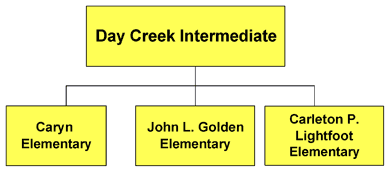 Day Creek Intermediate
Caryn
Elementary
John L. Golden
Elementary
Carleton P.
Lightfoot
Elementary